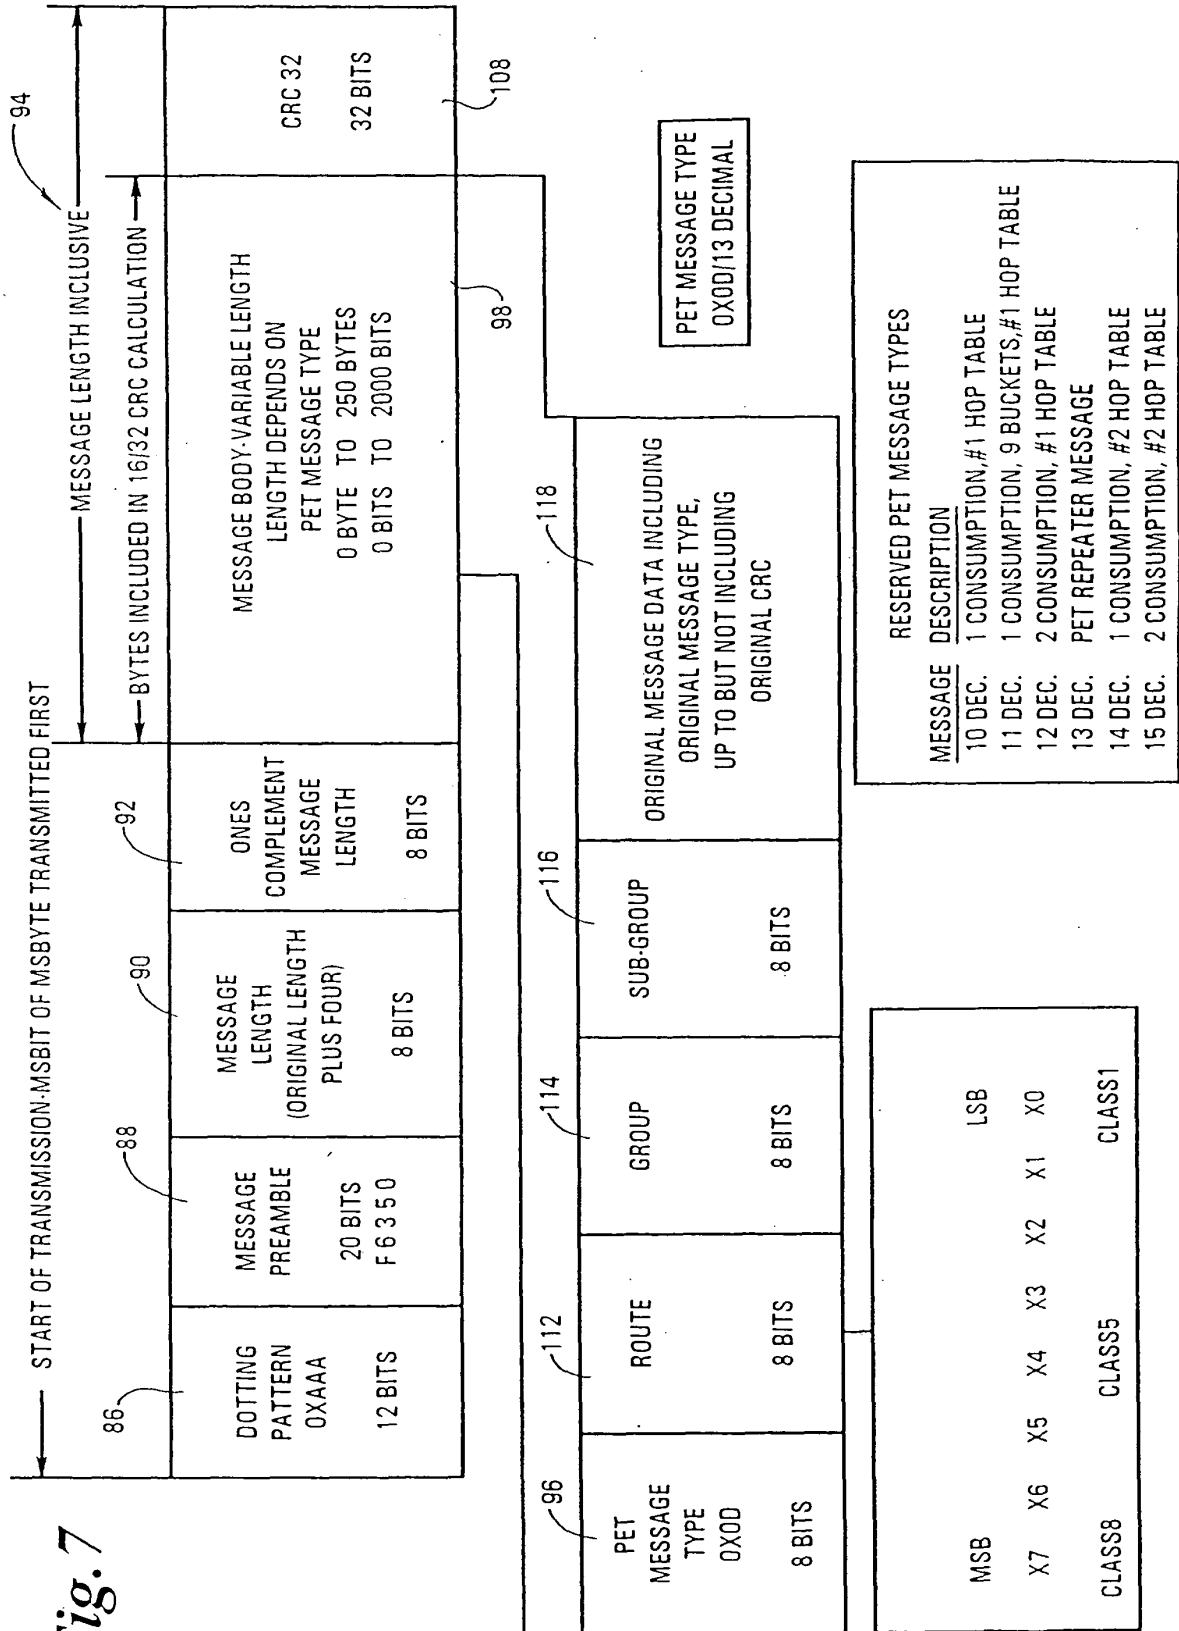 Fig. 7
START OF TRANSMISSION-MSBIT OF MSBYTE TRANSMITTED FIRST
MESSAGE LENGTH INCLUSIVE
94
BYTES INCLUDED IN 16/32 CRC CALCULATION
86
88
90
92
DOTTING
PATTERN
0XAAA
12 BITS
MESSAGE
PREAMBLE
20 BITS
F 6 3 5 0
MESSAGE
LENGTH
(ORIGINAL LENGTH
PLUS FOUR)
8 BITS
ONES
COMPLEMENT
MESSAGE
LENGTH
8 BITS
MESSAGE BODY-VARIABLE LENGTH
LENGTH DEPENDS ON
PET MESSAGE TYPE
0 BYTE TO 250 BYTES
0 BITS TO 2000 BITS
98
CRC 32
32 BITS
108
96
112
114
116
118
PET
MESSAGE
TYPE
0X0D
8 BITS
ROUTE
8 BITS
GROUP
8 BITS
SUB-GROUP
8 BITS
ORIGINAL MESSAGE DATA INCLUDING
ORIGINAL MESSAGE TYPE,
UP TO BUT NOT INCLUDING
ORIGINAL CRC
PET MESSAGE TYPE
0X0D/13 DECIMAL
MSB LSB
X7 X6 X5 X4 X3 X2 X1 X0
CLASS8 CLASS5 CLASS1
RESERVED PET MESSAGE TYPES
MESSAGE DESCRIPTION
10 DEC. 1 CONSUMPTION,#1 HOP TABLE
11 DEC. 1 CONSUMPTION, 9 BUCKETS,#1 HOP TABLE
12 DEC. 2 CONSUMPTION, #1 HOP TABLE
13 DEC. PET REPEATER MESSAGE
14 DEC. 1 CONSUMPTION, #2 HOP TABLE
15 DEC. 2 CONSUMPTION, #2 HOP TABLE